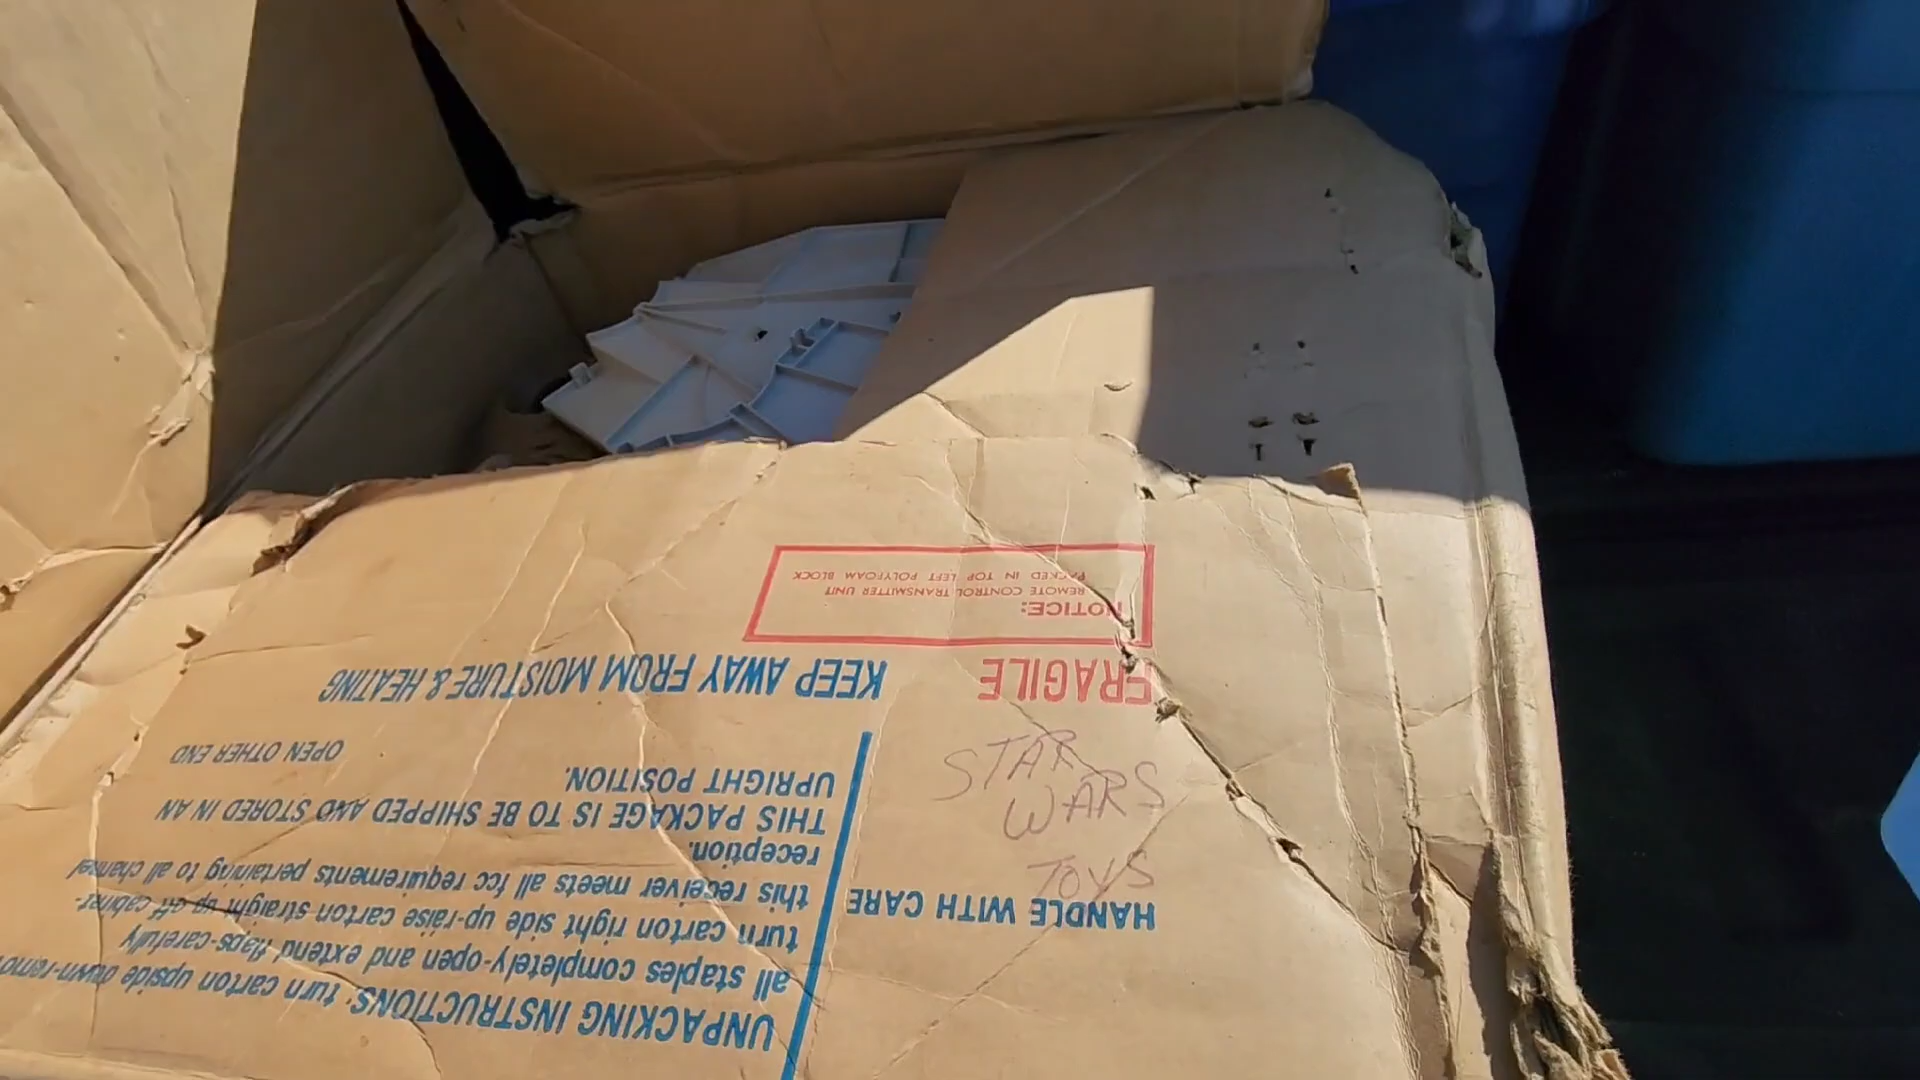 UNPACKING INSTRUCTIONS: turn carton upside down-remo
all staples completely-open and extend flaps-carefully
turn carton right side up-raise carton straight up off cabinet.
this receiver meets all fcc requirements pertaining to all channel
reception.
THIS PACKAGE IS TO BE SHIPPED AND STORED IN AN
UPRIGHT POSITION.
OPEN OTHER END
HANDLE WITH CARE
STAR
WARS
TOYS
FRAGILE
KEEP AWAY FROM MOISTURE & HEATING
NOTICE:
REMOTE CONTROL TRANSMITTER UNIT
PACKED IN TOP LEFT POLYFOAM BLOCK